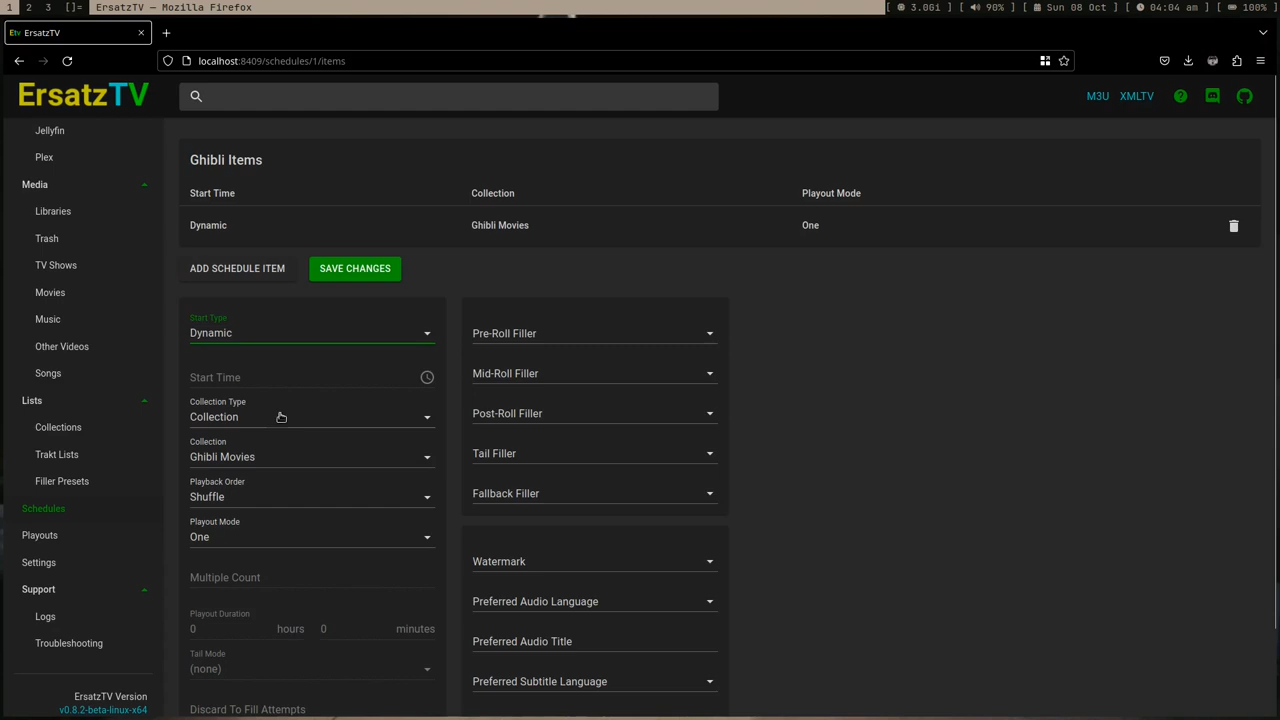 1 2 3 []= ErsatzTV — Mozilla Firefox [ 3.0Gi ] [ 90% ] [ Sun 08 Oct ] [ 04:04 am ] [ 100% ]
Etv ErsatzTV
localhost:8409/schedules/1/items
ErsatzTV M3U XMLTV
Jellyfin
Plex
Media
Libraries
Trash
TV Shows
Movies
Music
Other Videos
Songs
Lists
Collections
Trakt Lists
Filler Presets
Schedules
Playouts
Settings
Support
Logs
Troubleshooting
ErsatzTV Version
v0.8.2-beta-linux-x64
Ghibli Items
Start Time Collection Playout Mode
Dynamic Ghibli Movies One
ADD SCHEDULE ITEM SAVE CHANGES
Start Type
Dynamic
Start Time
Collection Type
Collection
Collection
Ghibli Movies
Playback Order
Shuffle
Playout Mode
One
Multiple Count
Playout Duration
0 hours 0 minutes
Tail Mode
(none)
Discard To Fill Attempts
Pre-Roll Filler
Mid-Roll Filler
Post-Roll Filler
Tail Filler
Fallback Filler
Watermark
Preferred Audio Language
Preferred Audio Title
Preferred Subtitle Language